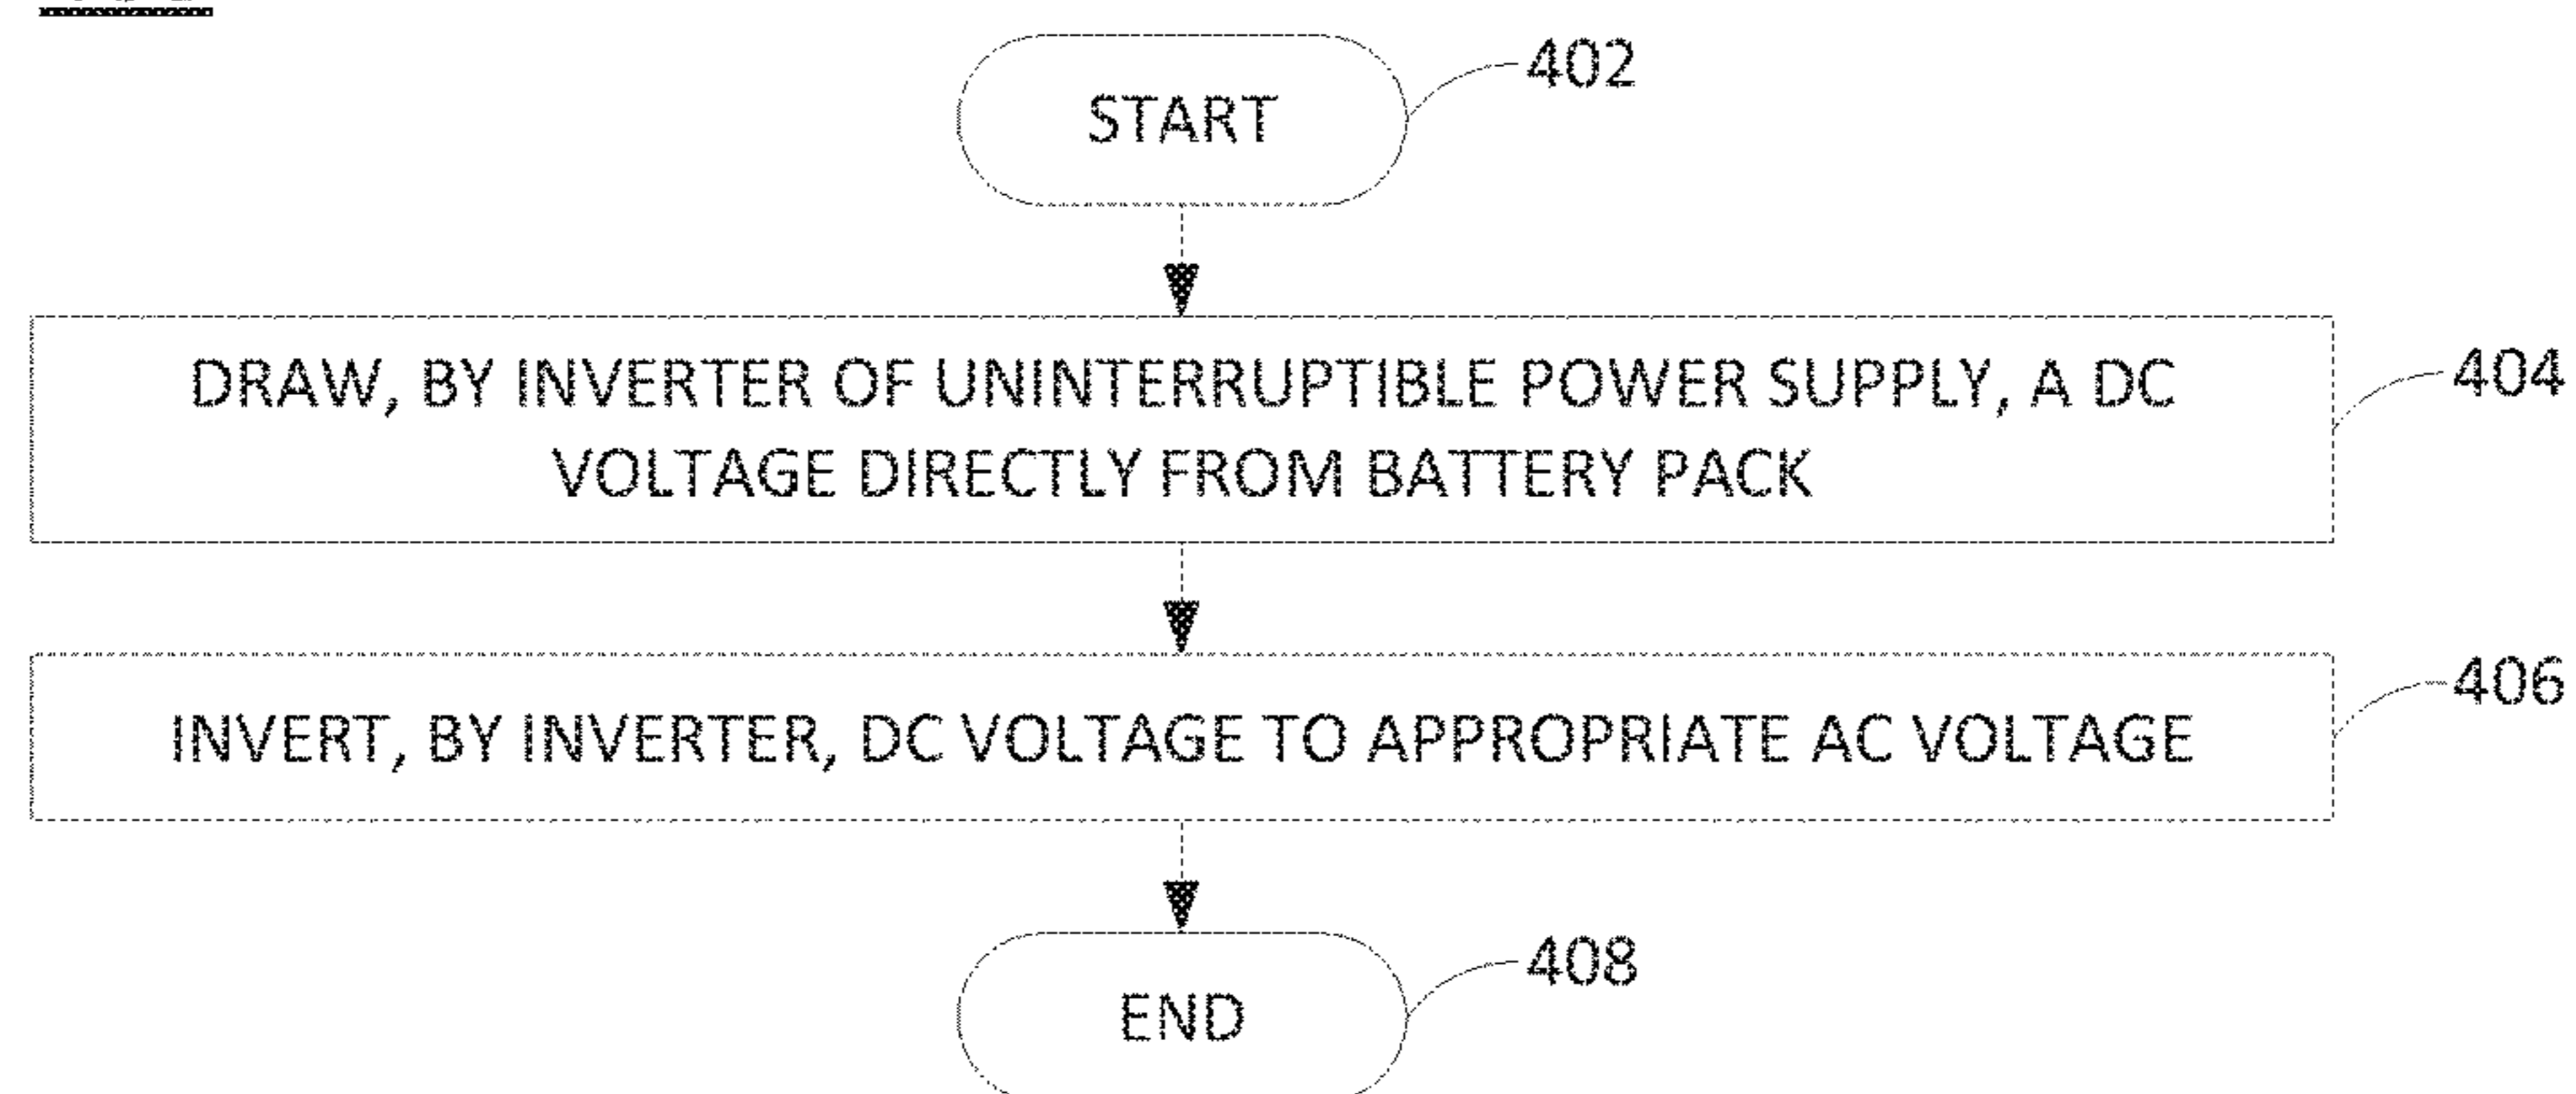 402
START
DRAW, BY INVERTER OF UNINTERRUPTIBLE POWER SUPPLY, A DC
404
VOLTAGE DIRECTLY FROM BATTERY PACK
406
INVERT, BY INVERTER, DC VOLTAGE TO APPROPRIATE AC VOLTAGE
408
END